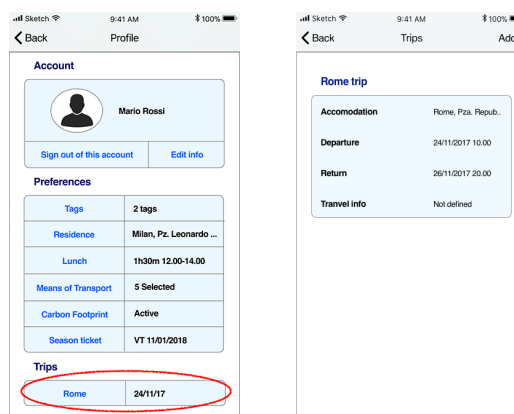 Sketch 9:41 AM 100%
Back Profile
Account
Mario Rossi
Sign out of this account Edit info
Preferences
Tags 2 tags
Residence Milan, Pz. Leonardo ...
Lunch 1h30m 12.00-14.00
Means of Transport 5 Selected
Carbon Footprint Active
Season ticket VT 11/01/2018
Trips
Rome 24/11/17
Sketch 9:41 AM 100%
Back Trips Add
Rome trip
Accomodation Rome, Pza. Repub..
Departure 24/11/2017 10.00
Return 26/11/2017 20.00
Tranvel info Not defined